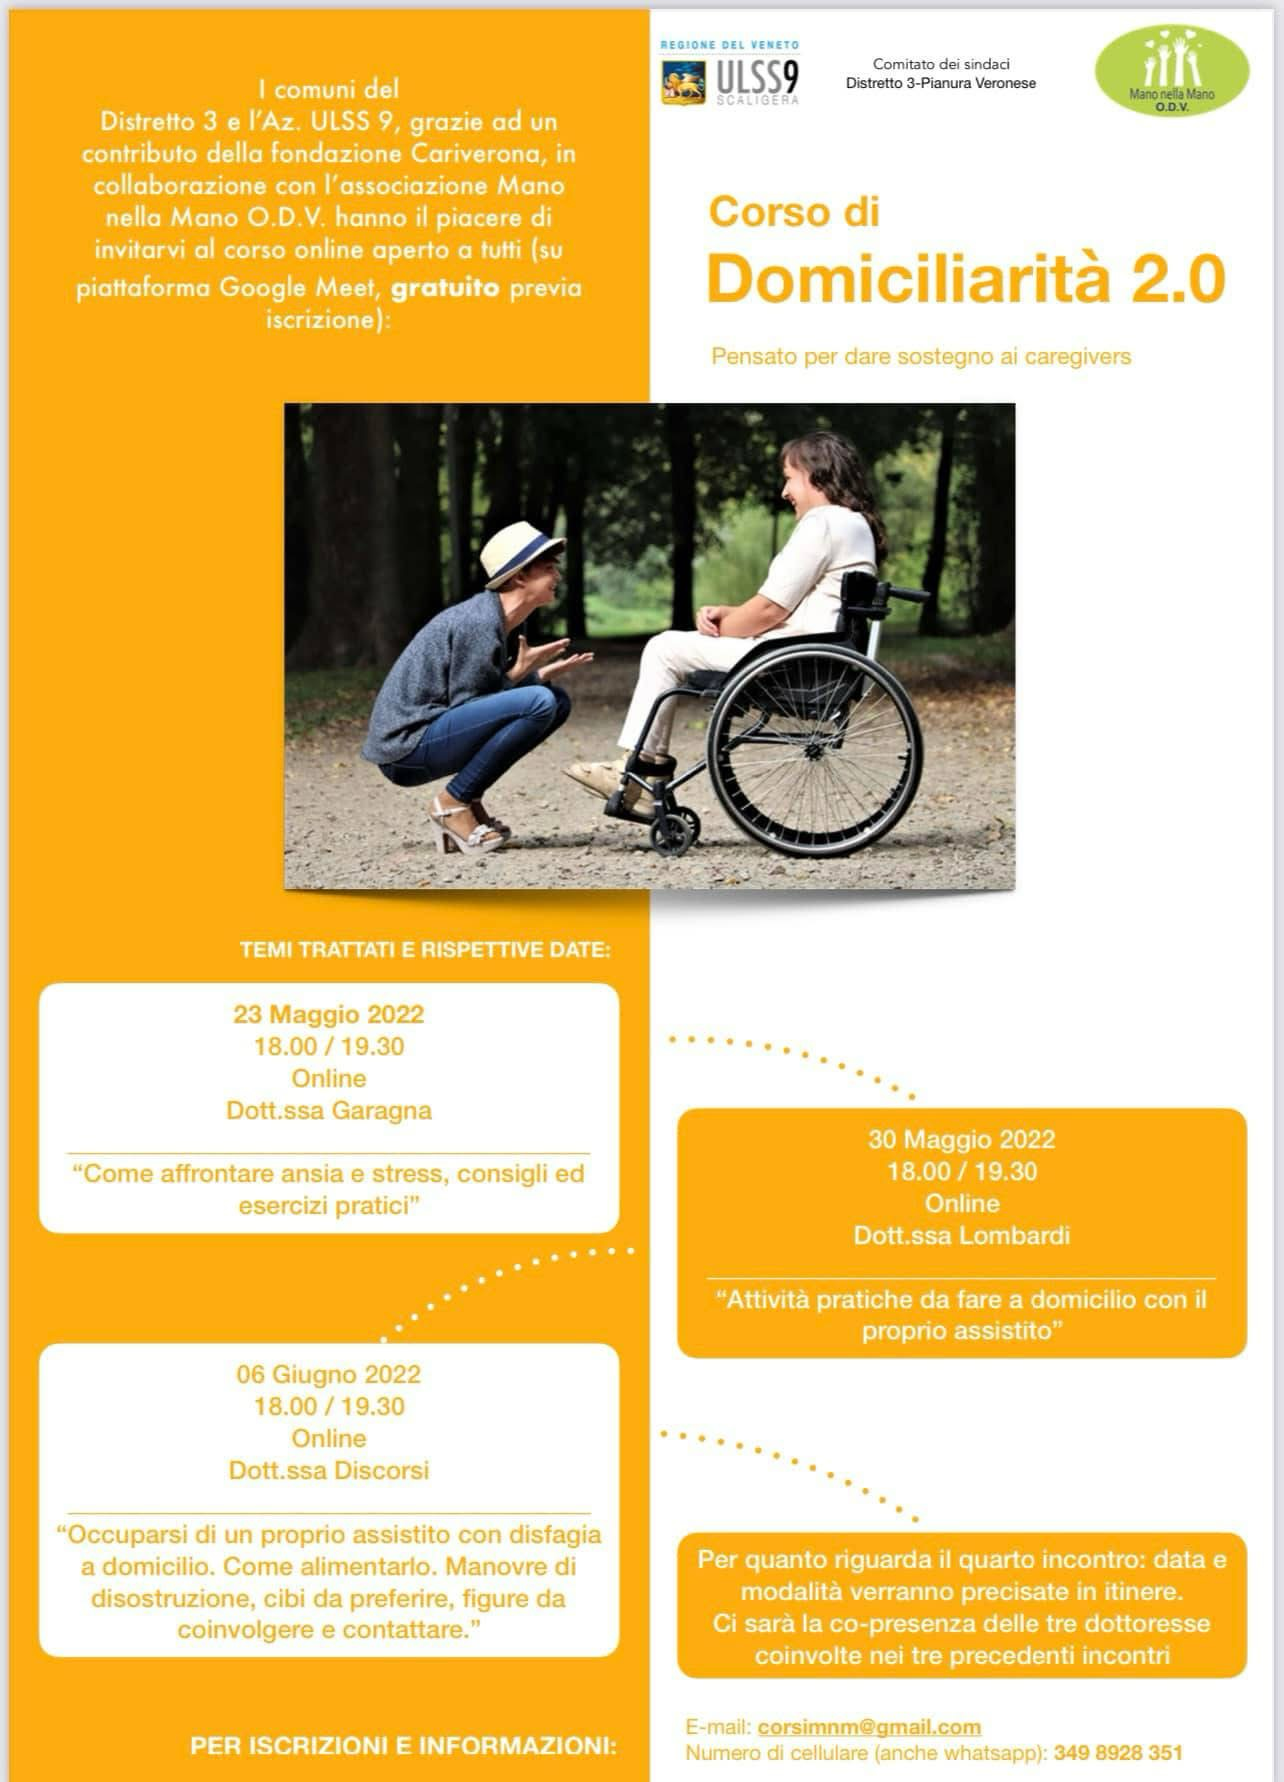 I comuni del
Distretto 3 e l'Az. ULSS 9, grazie ad un
contributo della fondazione Cariverona, in
collaborazione con l'associazione Mano
nella Mano O.D.V. hanno il piacere di
invitarvi al corso online aperto a tutti (su
piattaforma Google Meet, gratuito previa
iscrizione):
REGIONE DEL VENETO
ULSS9
SCALIGERA
Comitato dei sindaci
Distretto 3-Pianura Veronese
Mano nella Mano
O.D.V.
Corso di
Domiciliarità 2.0
Pensato per dare sostegno ai caregivers
TEMI TRATTATI E RISPETTIVE DATE:
23 Maggio 2022
18.00 / 19.30
Online
Dott.ssa Garagna
“Come affrontare ansia e stress, consigli ed
esercizi pratici”
30 Maggio 2022
18.00 / 19.30
Online
Dott.ssa Lombardi
“Attività pratiche da fare a domicilio con il
proprio assistito”
06 Giugno 2022
18.00 / 19.30
Online
Dott.ssa Discorsi
“Occuparsi di un proprio assistito con disfagia
a domicilio. Come alimentarlo. Manovre di
disostruzione, cibi da preferire, figure da
coinvolgere e contattare.”
Per quanto riguarda il quarto incontro: data e
modalità verranno precisate in itinere.
Ci sarà la co-presenza delle tre dottoresse
coinvolte nei tre precedenti incontri
PER ISCRIZIONI E INFORMAZIONI:
E-mail: corsimnm@gmail.com
Numero di cellulare (anche whatsapp): 349 8928 351